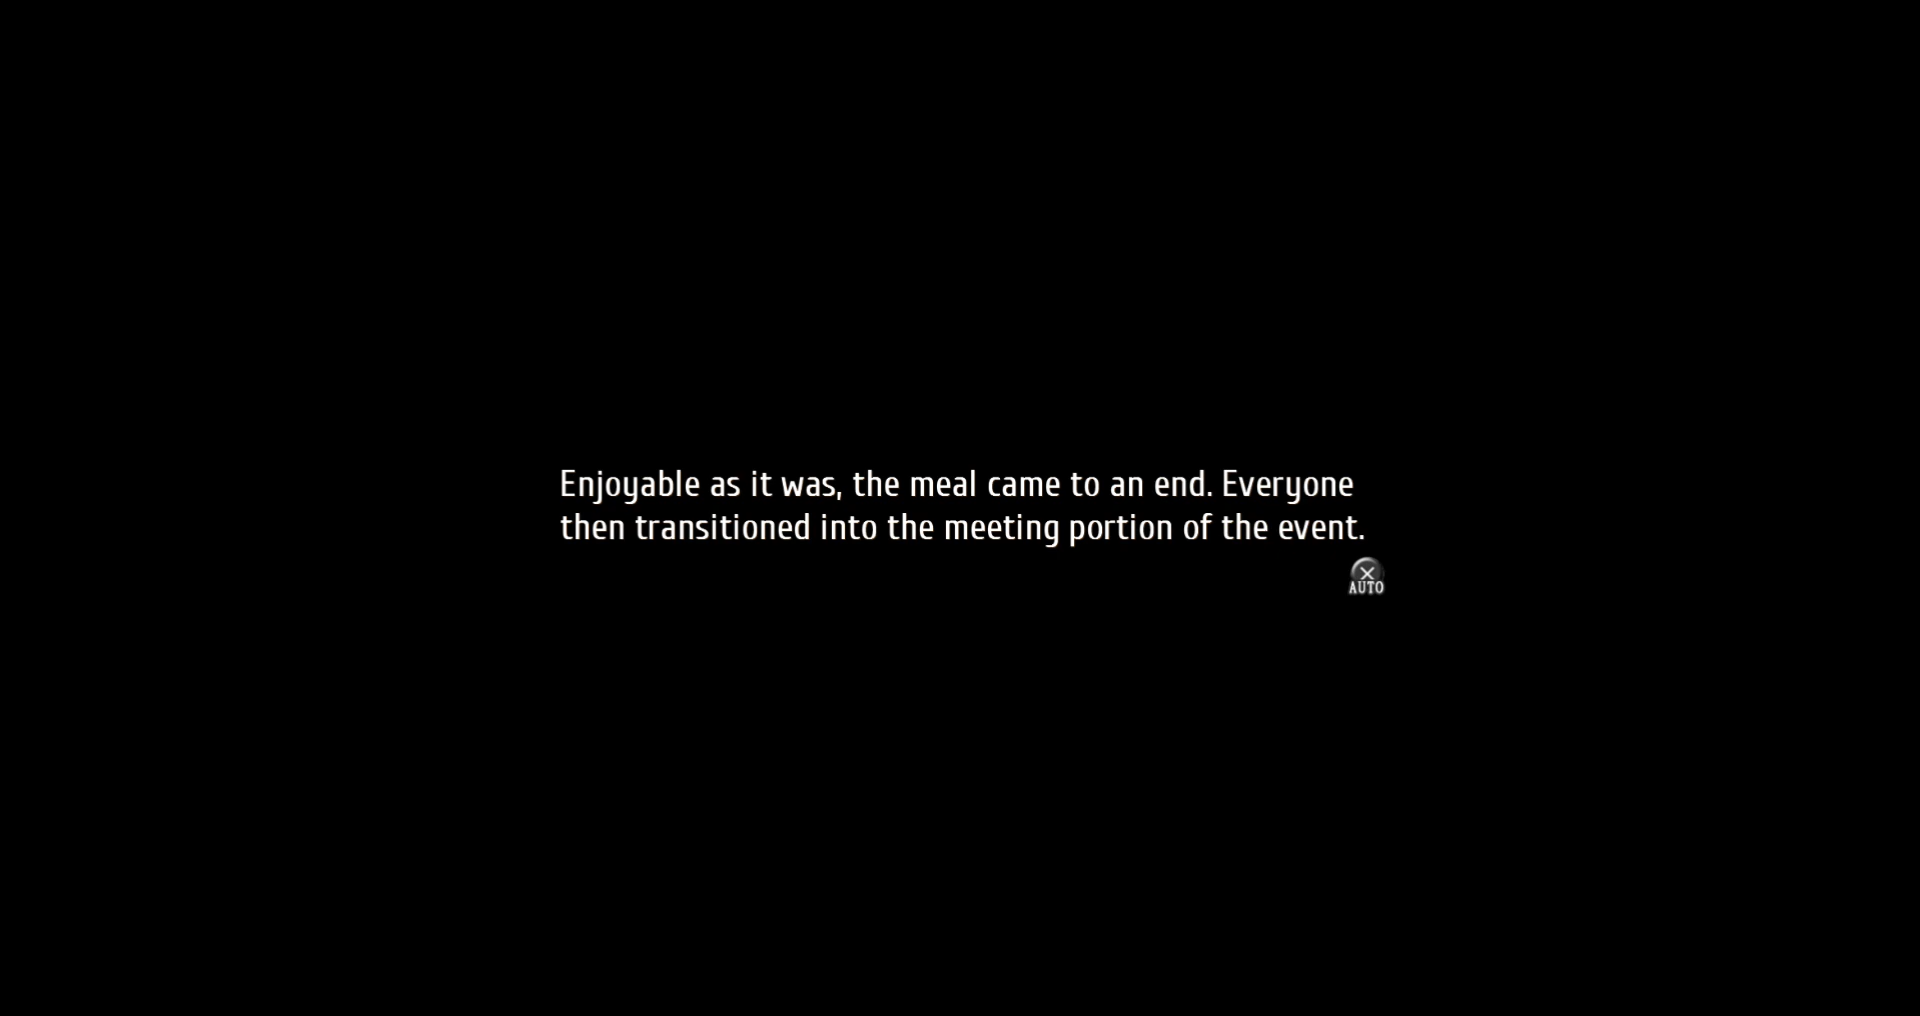 Enjoyable as it was, the meal came to an end. Everyone
then transitioned into the meeting portion of the event.
AUTO